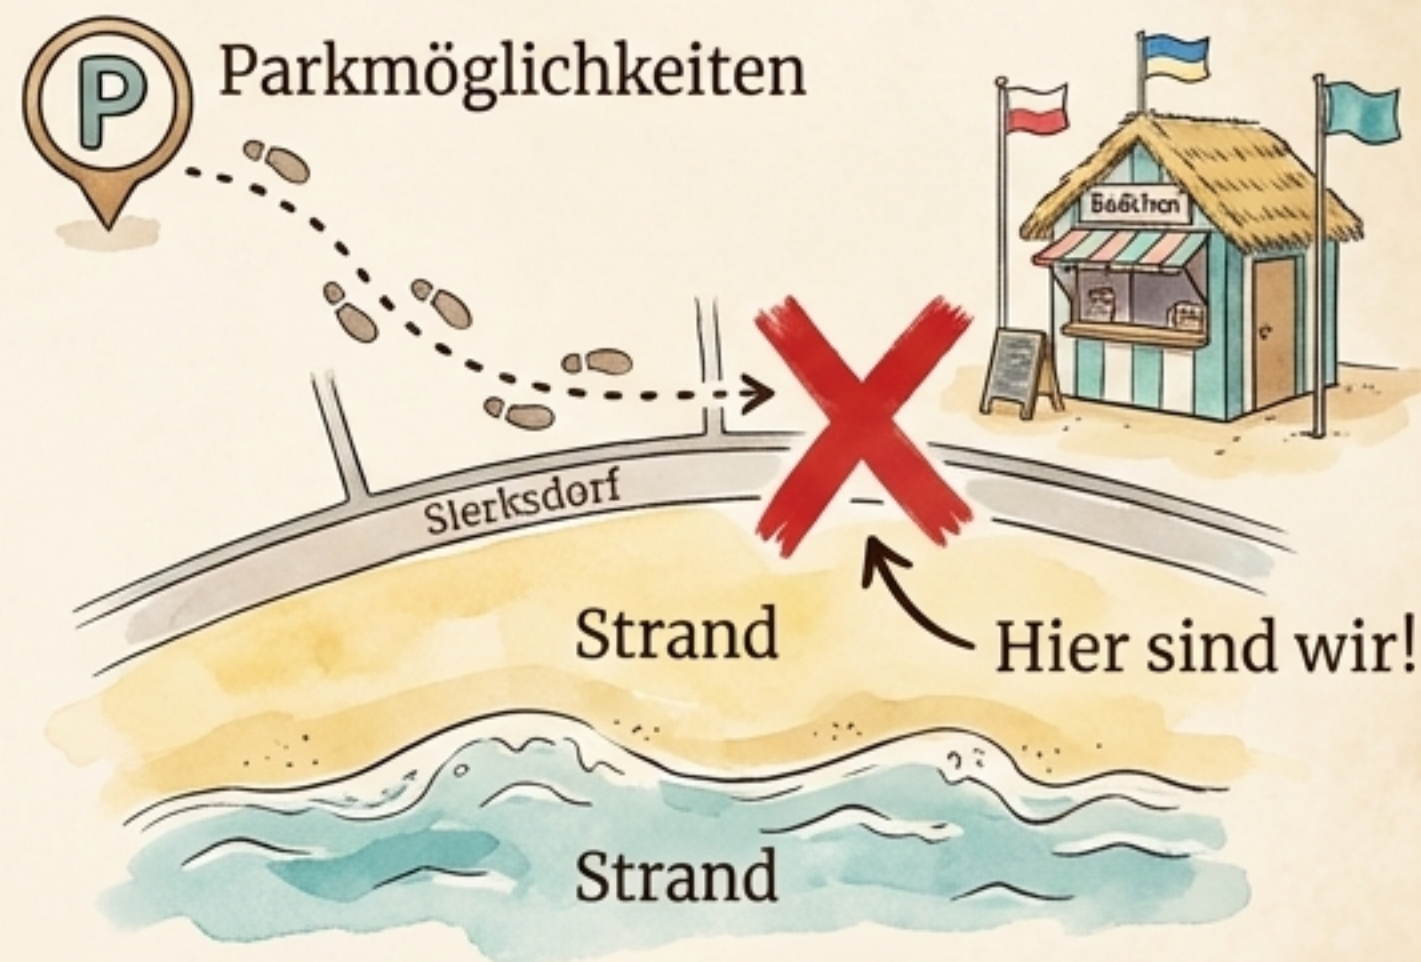 P
Parkmöglichkeiten
Slerksdorf
Strand
Hier sind wir!
Strand